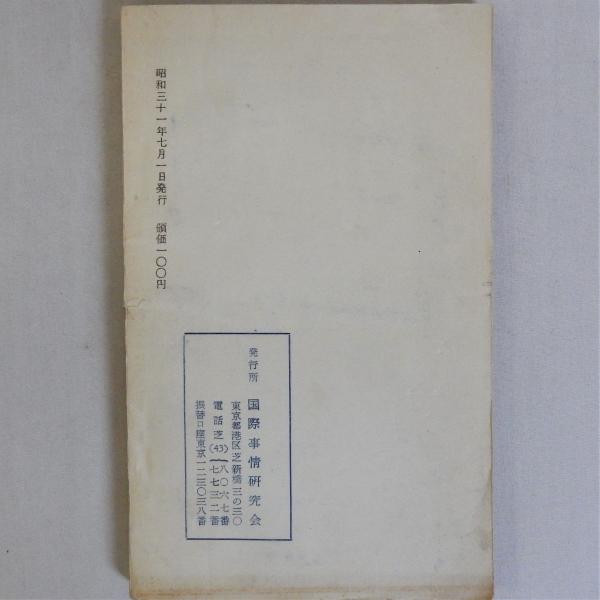 昭和三十一年七月一日発行　頒価一〇〇円
発行所　国際事情研究会
東京都港区芝新橋三の三〇
電話芝(43)一八〇六七番
一七七三二番
振替口座東京一二三〇三八番